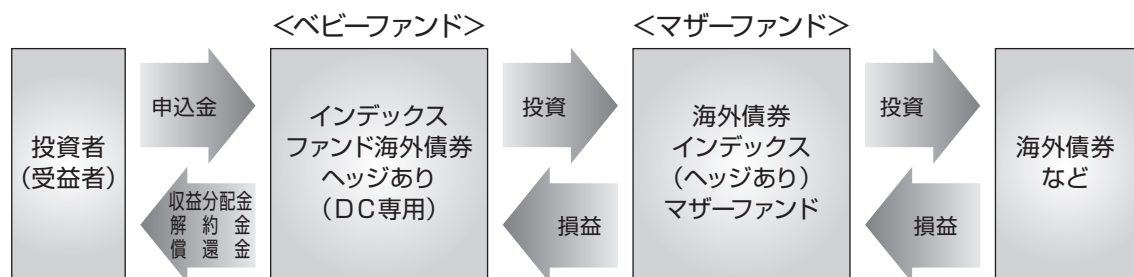 <ベビーファンド>
<マザーファンド>
投資者
(受益者)
申込金
収益分配金
解約金
償還金
インデックス
ファンド海外債券
ヘッジあり
(DC専用)
投資
損益
海外債券
インデックス
(ヘッジあり)
マザーファンド
投資
損益
海外債券
など